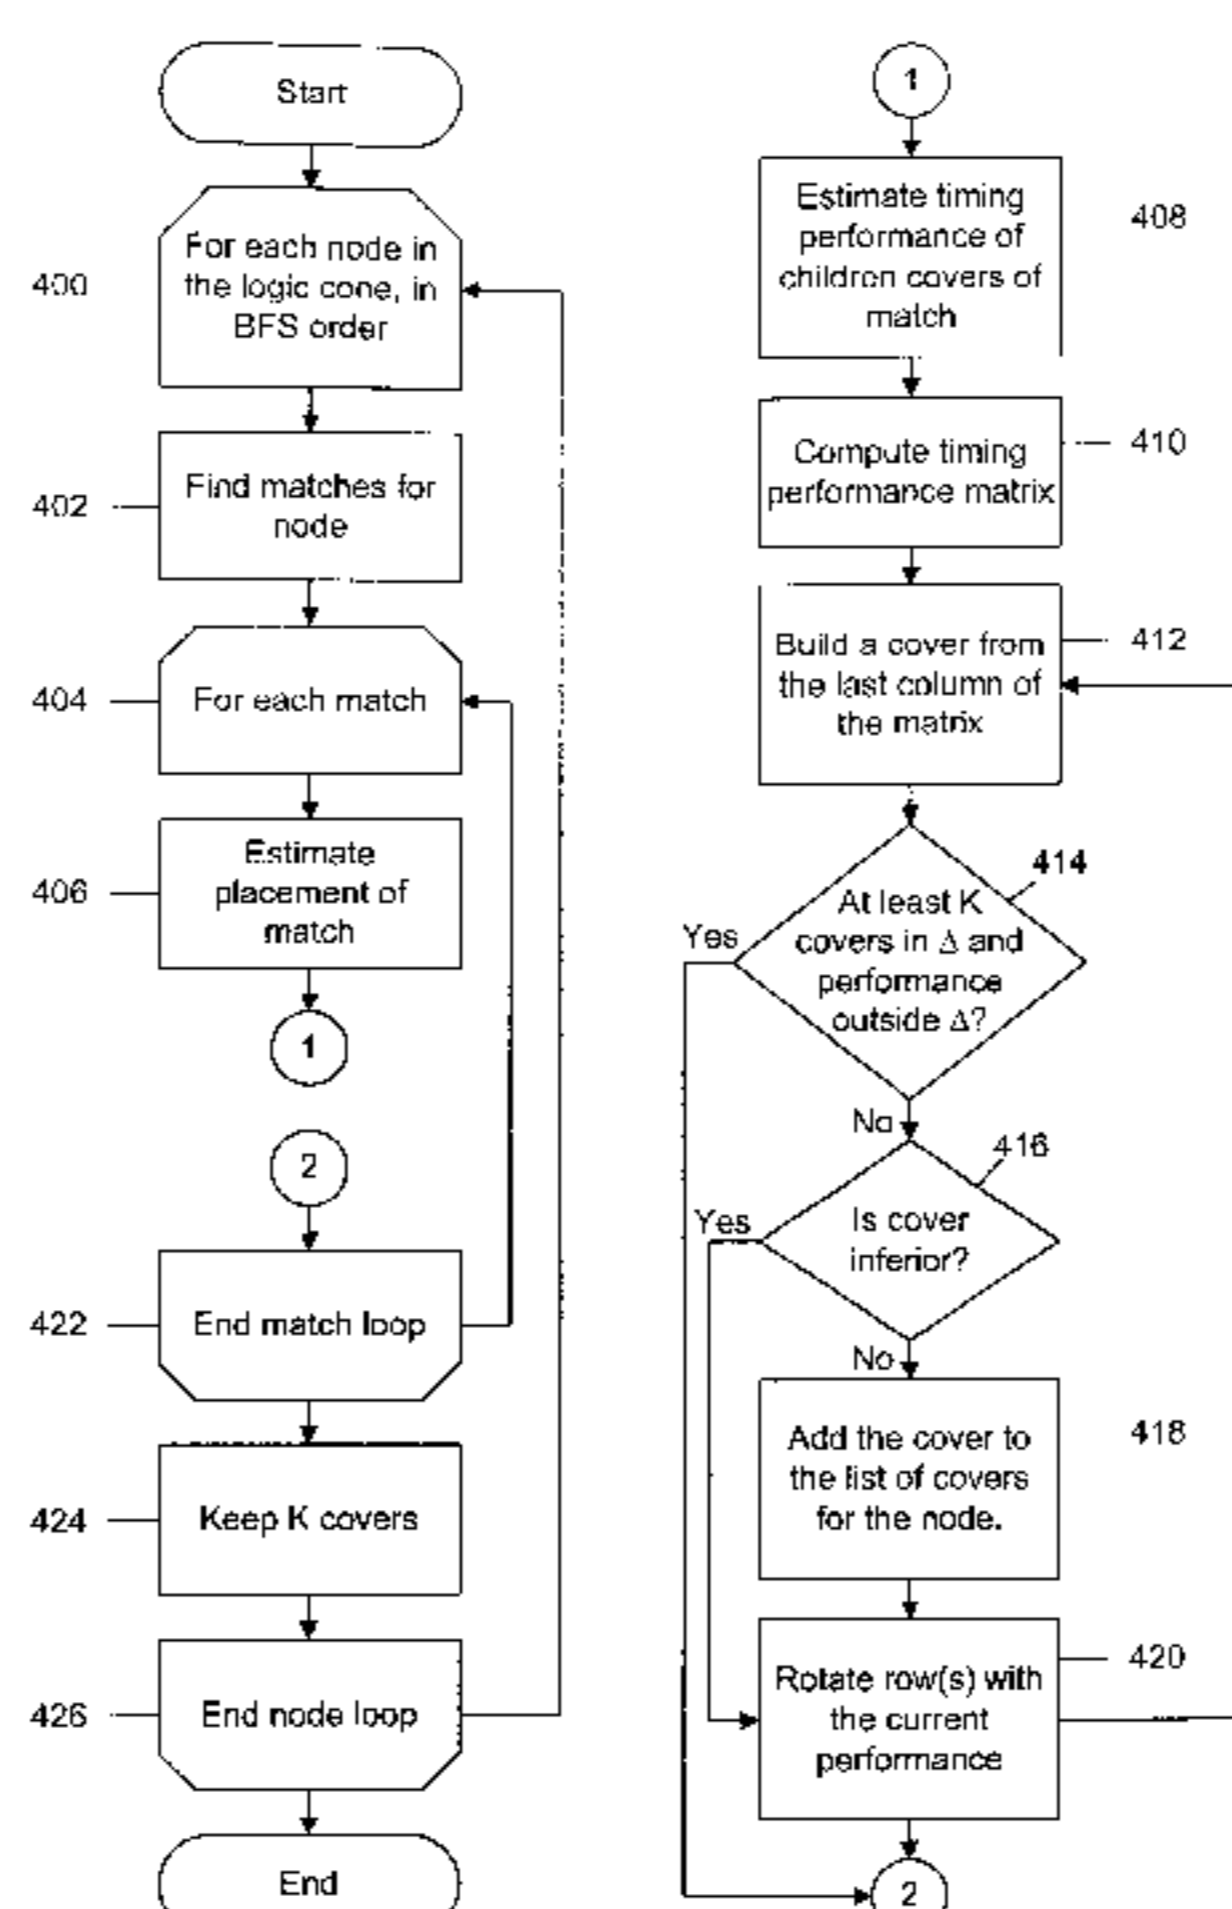 Start
400
For each node in
the logic cone, in
BFS order
402
Find matches for
node
404
For each match
406
Estimate
placement of
match
1
2
422
End match loop
424
Keep K covers
426
End node loop
End
1
Estimate timing
performance of
children covers of
match
408
Compute timing
performance matrix
410
Build a cover from
the last column of
the matrix
412
414
At least K
covers in Δ and
performance
outside Δ?
Yes
No
416
Is cover
inferior?
Yes
No
Add the cover to
the list of covers
for the node.
418
Rotate row(s) with
the current
performance
420
2